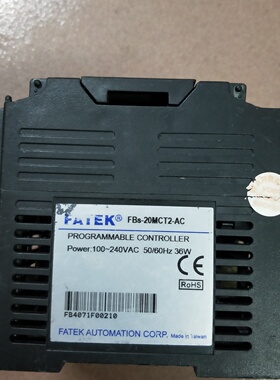 FATEK® FBs-20MCT2-AC
PROGRAMMABLE CONTROLLER
Power:100~240VAC 50/60Hz 36W
RoHS
FB4071F00210
FATEK AUTOMATION CORP. Made in Taiwan